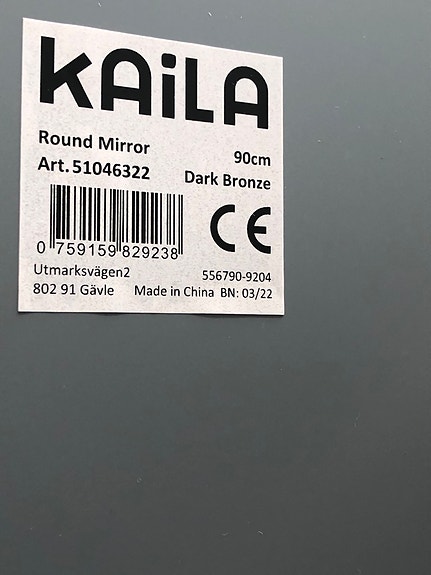 KAiLA
Round Mirror 90cm
Art. 51046322 Dark Bronze
CE
0 759159 829238
Utmarksvägen2 556790-9204
802 91 Gävle Made in China BN: 03/22